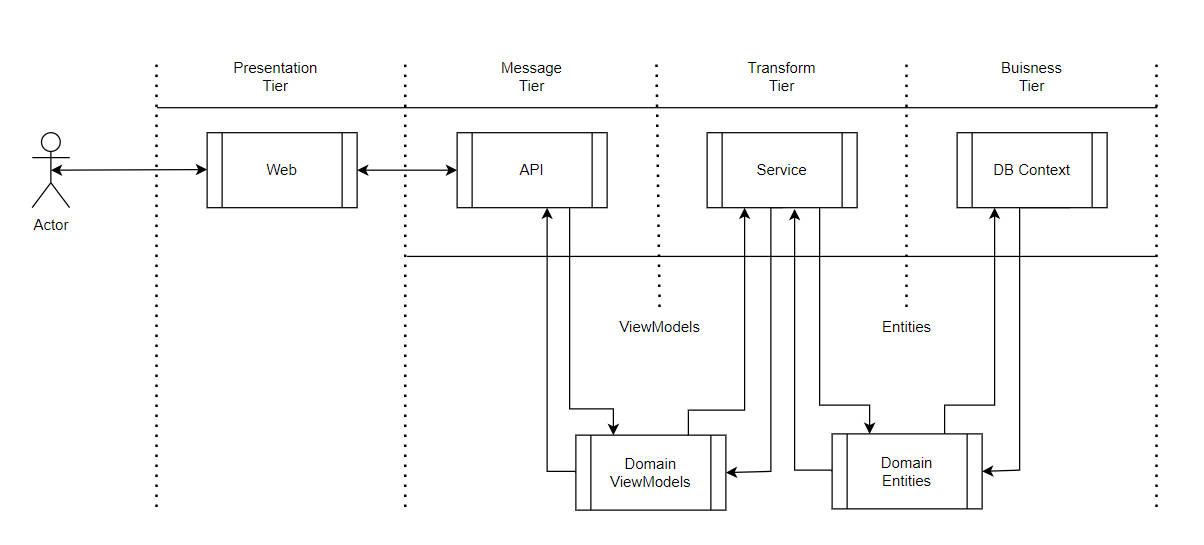 Presentation
Tier
Message
Tier
Transform
Tier
Buisness
Tier
Actor
Web
API
Service
DB Context
ViewModels
Entities
Domain
ViewModels
Domain
Entities